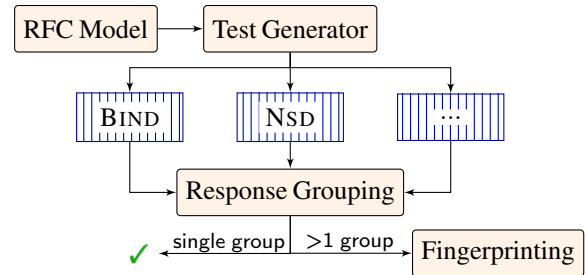 RFC Model
Test Generator
BIND
NSD
...
Response Grouping
✓
single group
>1 group
Fingerprinting